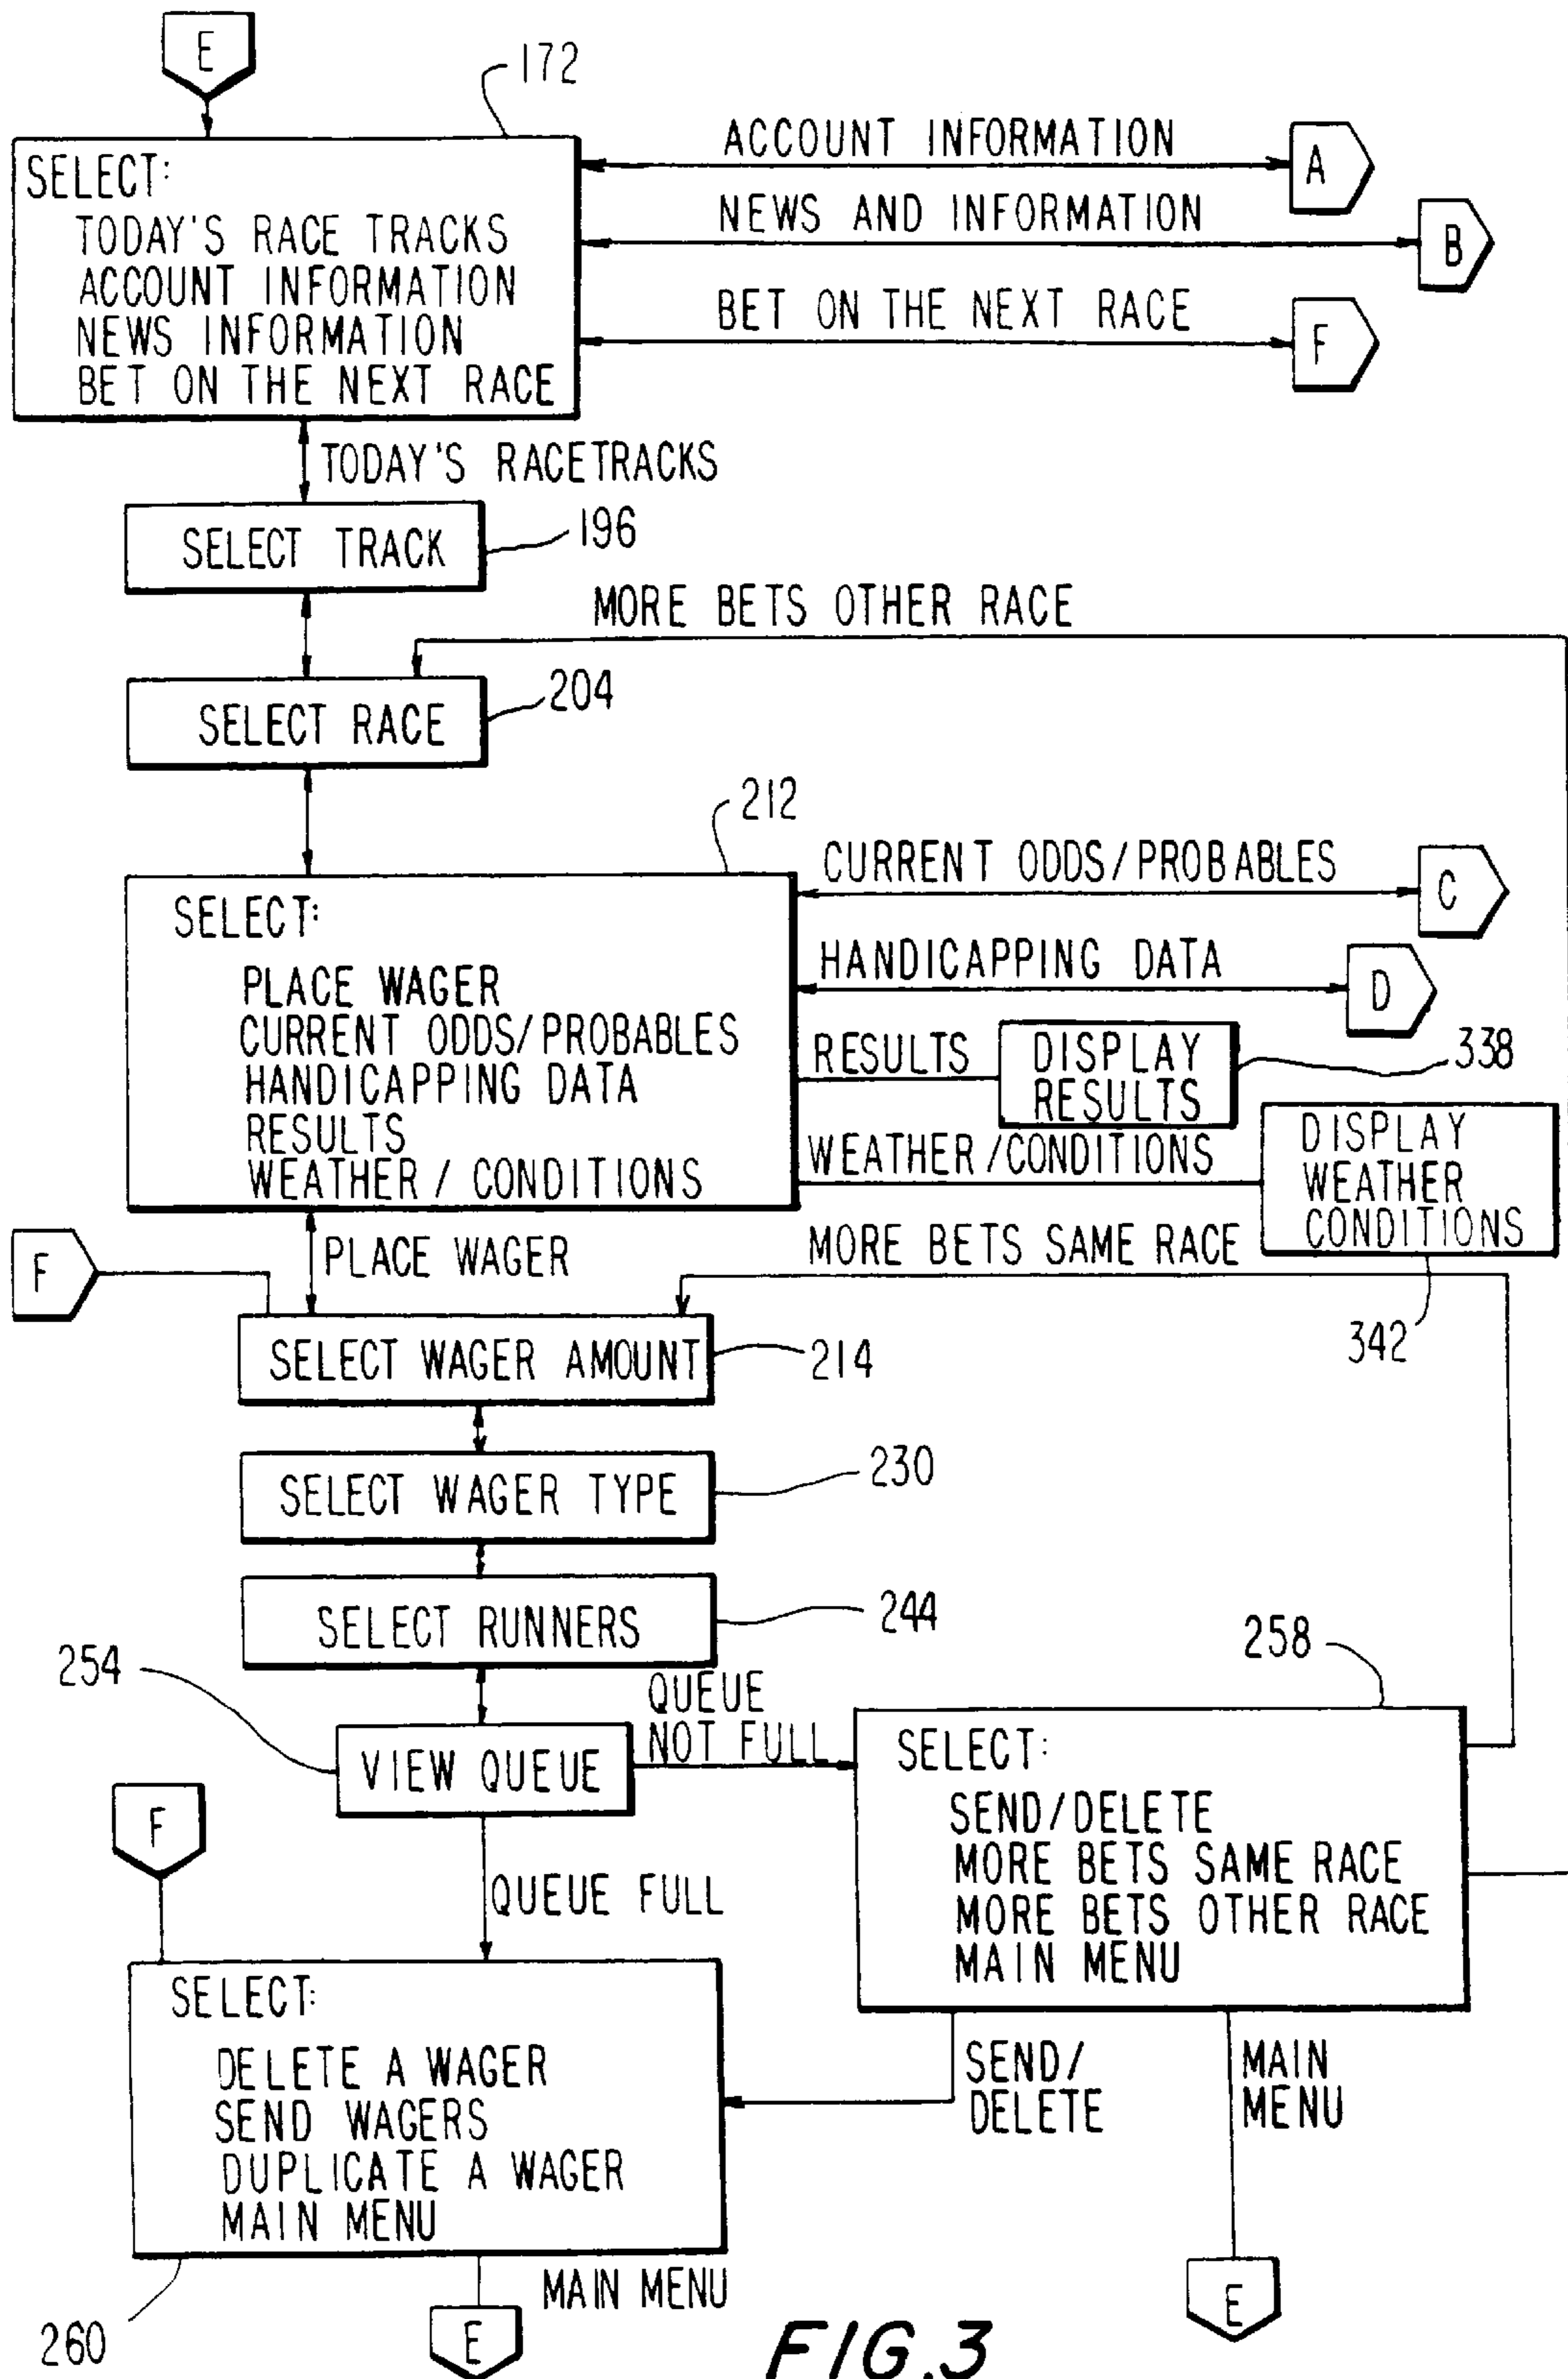 E
172
SELECT:
TODAY'S RACE TRACKS
ACCOUNT INFORMATION
NEWS INFORMATION
BET ON THE NEXT RACE
ACCOUNT INFORMATION
A
NEWS AND INFORMATION
B
BET ON THE NEXT RACE
F
TODAY'S RACETRACKS
SELECT TRACK
196
MORE BETS OTHER RACE
SELECT RACE
204
212
SELECT:
PLACE WAGER
CURRENT ODDS/PROBABLES
HANDICAPPING DATA
RESULTS
WEATHER / CONDITIONS
CURRENT ODDS/PROBABLES
C
HANDICAPPING DATA
D
RESULTS
DISPLAY
RESULTS
338
WEATHER /CONDITIONS
DISPLAY
WEATHER
CONDITIONS
342
F
PLACE WAGER
MORE BETS SAME RACE
SELECT WAGER AMOUNT
214
SELECT WAGER TYPE
230
SELECT RUNNERS
244
254
VIEW QUEUE
QUEUE
NOT FULL
258
SELECT:
SEND/DELETE
MORE BETS SAME RACE
MORE BETS OTHER RACE
MAIN MENU
F
QUEUE FULL
SELECT:
DELETE A WAGER
SEND WAGERS
DUPLICATE A WAGER
MAIN MENU
SEND/
DELETE
MAIN
MENU
260
MAIN MENU
E
E
FIG.3